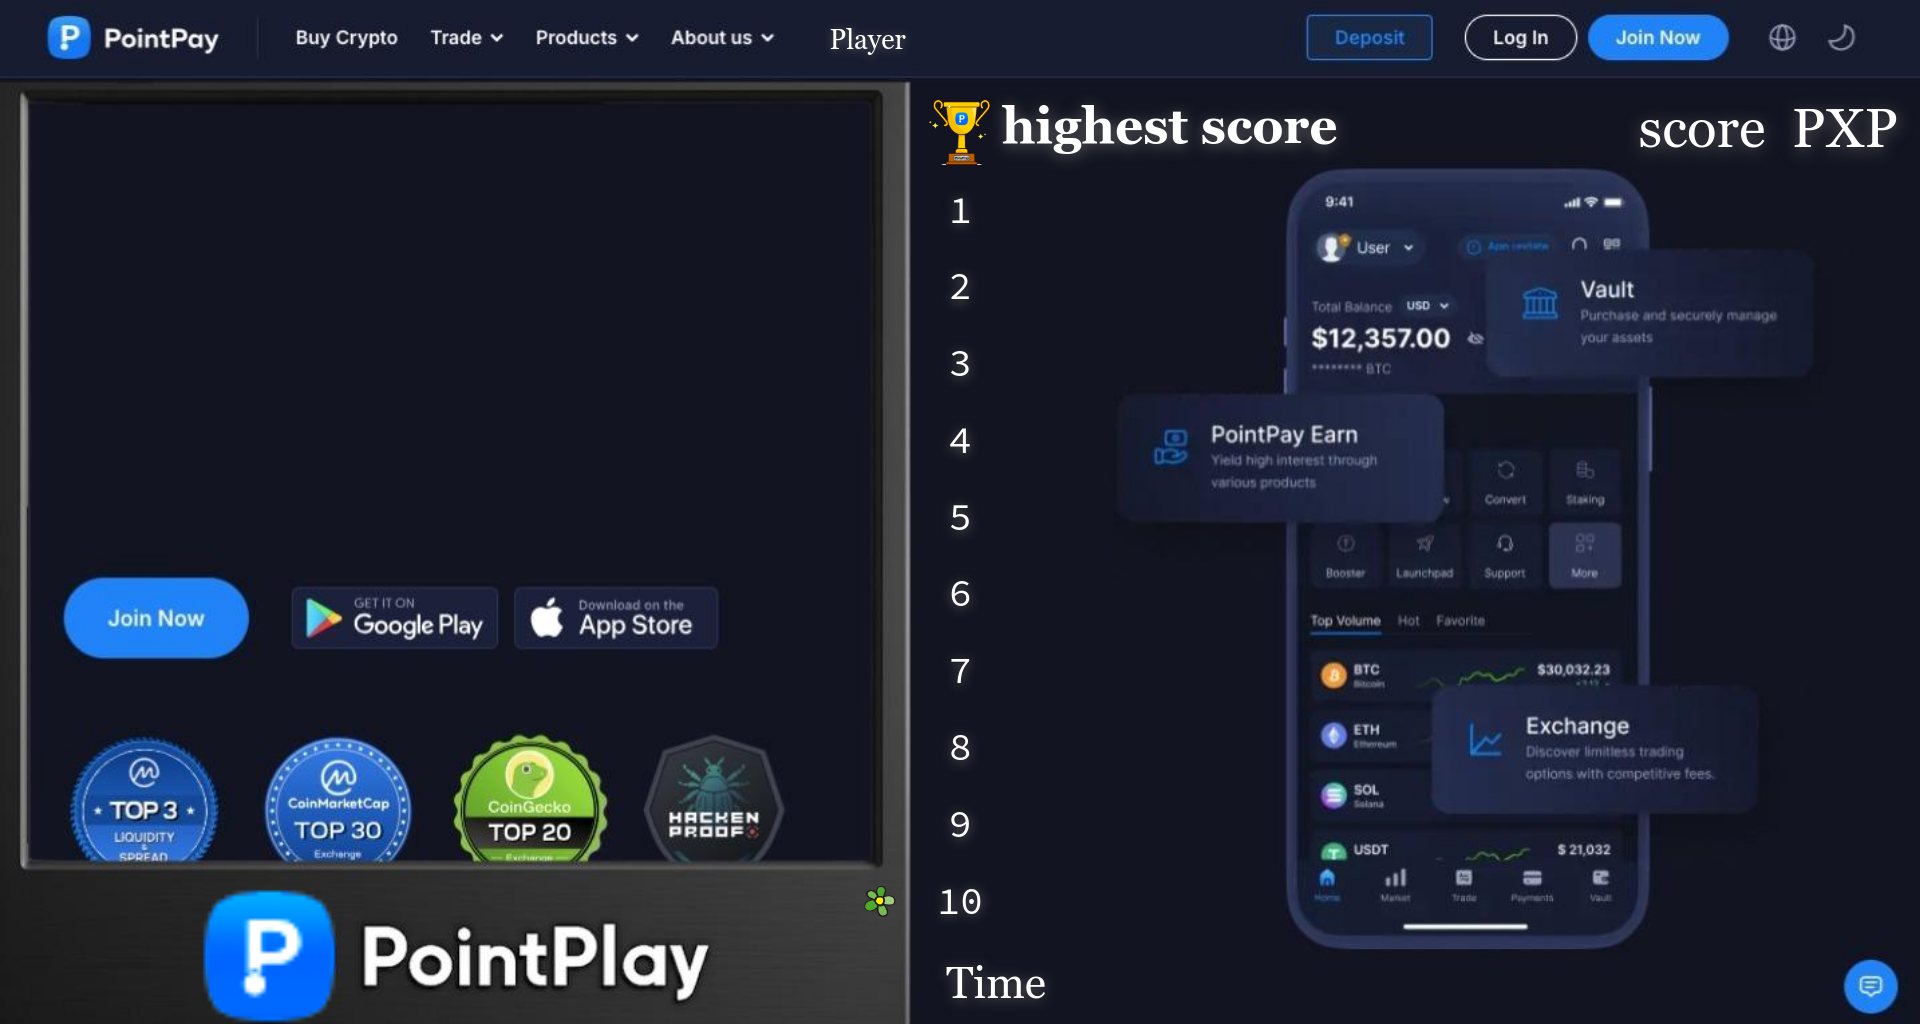 PointPay
Buy Crypto
Trade
Products
About us
Player
Deposit
Log In
Join Now
highest score
score PXP
1
2
3
4
5
6
7
8
9
10
Time
Join Now
GET IT ON
Google Play
Download on the
App Store
TOP 3
LIQUIDITY
&
SPREAD
CoinMarketCap
TOP 30
Exchange
CoinGecko
TOP 20
Exchange
HACKEN
PROOF
PointPlay
9:41
User
App update
Total Balance USD
$12,357.00
******** BTC
Vault
Purchase and securely manage
your assets
PointPay Earn
Yield high interest through
various products
Convert
Staking
Booster
Launchpad
Support
More
Top Volume Hot Favorite
BTC
Bitcoin
$30,032.23
ETH
Ethereum
Exchange
Discover limitless trading
options with competitive fees.
SOL
Solana
USDT
$ 21,032
Home
Market
Trade
Payments
Vault